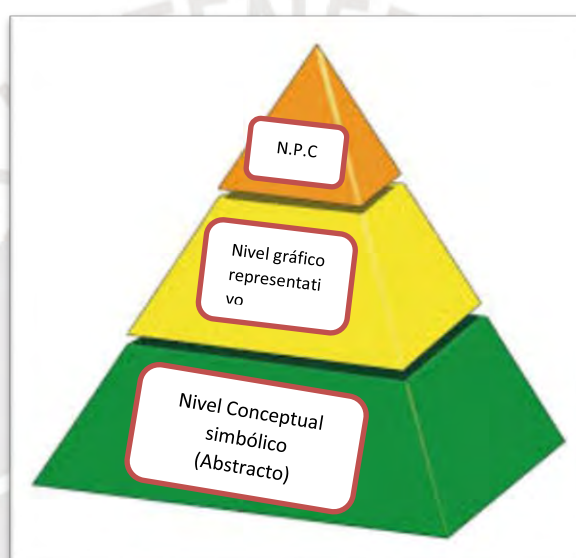 N.P.C
Nivel gráfico
representati
vo
Nivel Conceptual
simbólico
(Abstracto)